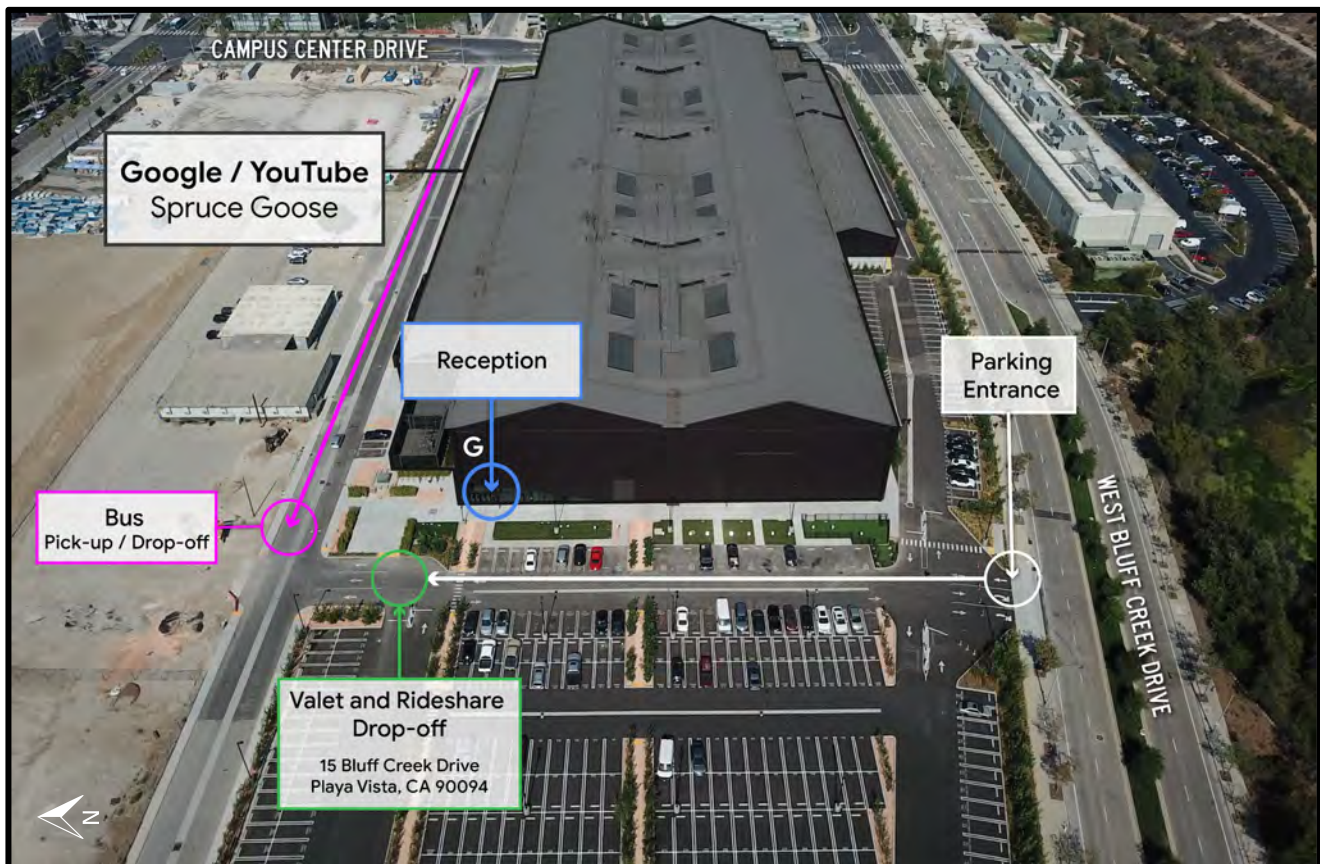 CAMPUS CENTER DRIVE
Google / YouTube
Spruce Goose
Reception
Parking
Entrance
G
Bus
Pick-up / Drop-off
WEST BLUFF CREEK DRIVE
Valet and Rideshare
Drop-off
15 Bluff Creek Drive
Playa Vista, CA 90094
N